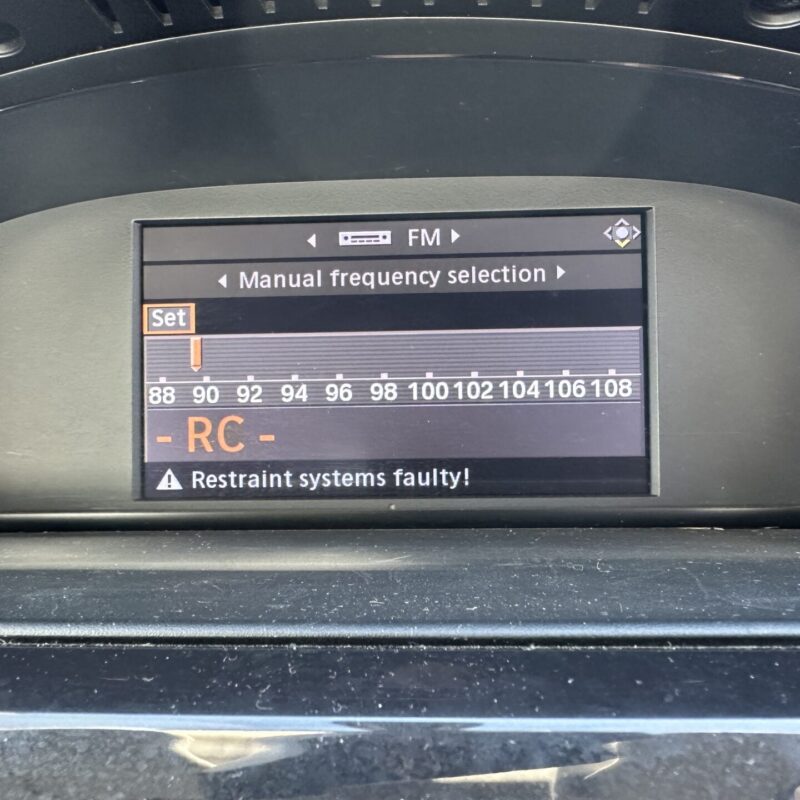 FM
Manual frequency selection
Set
88 90 92 94 96 98 100 102 104 106 108
- RC -
Restraint systems faulty!